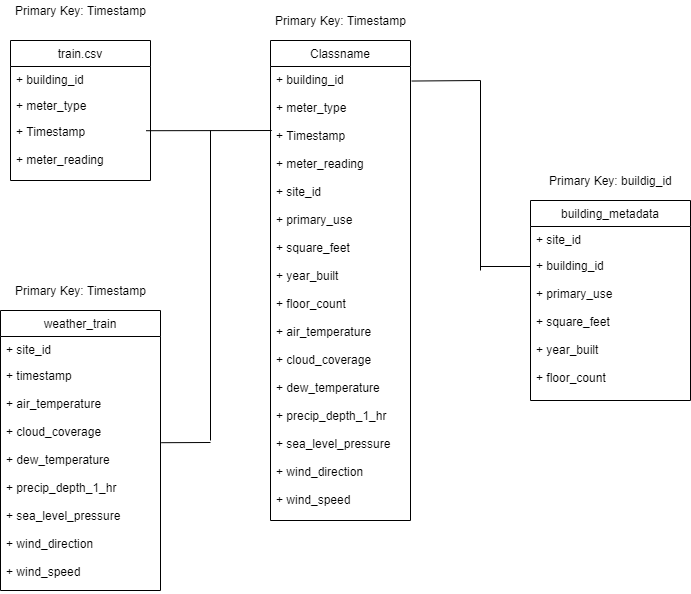 Primary Key: Timestamp
train.csv
+ building_id
+ meter_type
+ Timestamp
+ meter_reading
Primary Key: Timestamp
weather_train
+ site_id
+ timestamp
+ air_temperature
+ cloud_coverage
+ dew_temperature
+ precip_depth_1_hr
+ sea_level_pressure
+ wind_direction
+ wind_speed
Primary Key: Timestamp
Classname
+ building_id
+ meter_type
+ Timestamp
+ meter_reading
+ site_id
+ primary_use
+ square_feet
+ year_built
+ floor_count
+ air_temperature
+ cloud_coverage
+ dew_temperature
+ precip_depth_1_hr
+ sea_level_pressure
+ wind_direction
+ wind_speed
Primary Key: buildig_id
building_metadata
+ site_id
+ building_id
+ primary_use
+ square_feet
+ year_built
+ floor_count